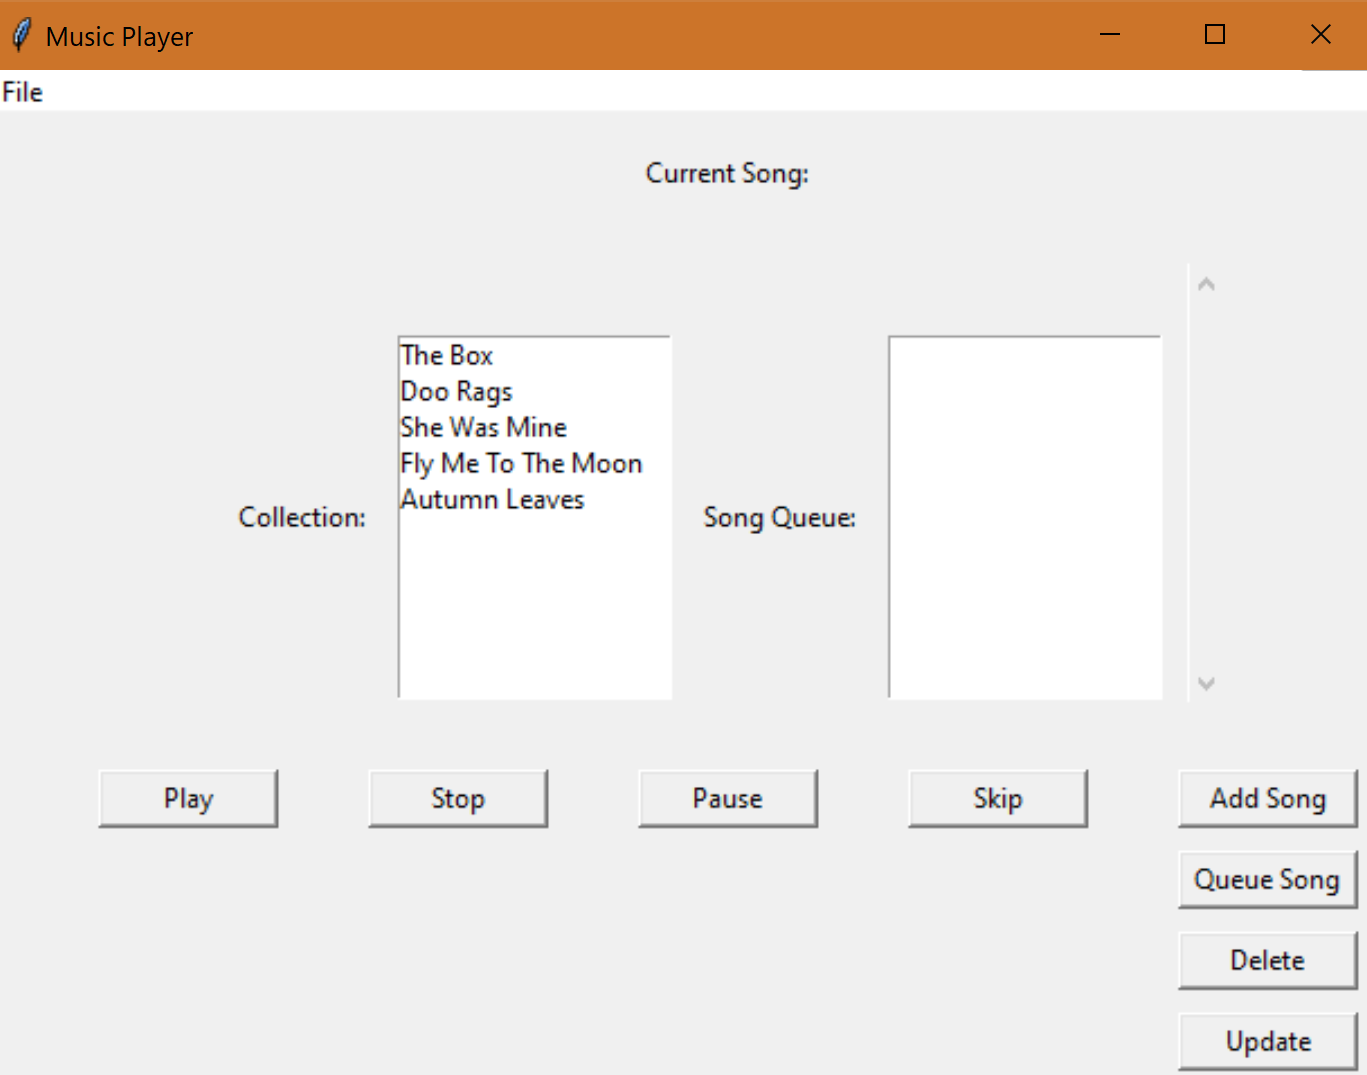 Music Player
File
Current Song:
The Box
Doo Rags
She Was Mine
Fly Me To The Moon
Autumn Leaves
Collection:
Song Queue:
Play Stop Pause Skip Add Song
Queue Song
Delete
Update